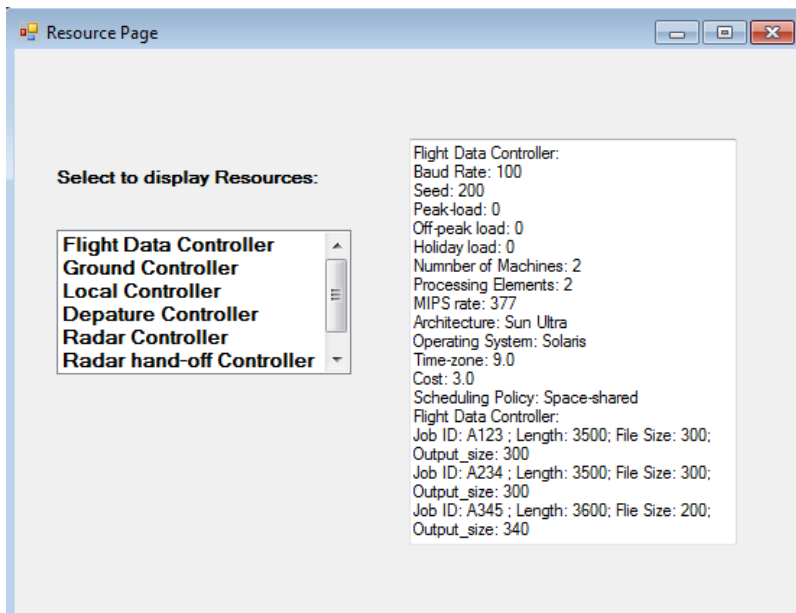 Resource Page
Select to display Resources:
Flight Data Controller
Ground Controller
Local Controller
Depature Controller
Radar Controller
Radar hand-off Controller
Flight Data Controller:
Baud Rate: 100
Seed: 200
Peak-load: 0
Off-peak load: 0
Holiday load: 0
Numnber of Machines: 2
Processing Elements: 2
MIPS rate: 377
Architecture: Sun Ultra
Operating System: Solaris
Time-zone: 9.0
Cost: 3.0
Scheduling Policy: Space-shared
Flight Data Controller:
Job ID: A123 ; Length: 3500; File Size: 300;
Output_size: 300
Job ID: A234 ; Length: 3500; File Size: 300;
Output_size: 300
Job ID: A345 ; Length: 3600; Flie Size: 200;
Output_size: 340